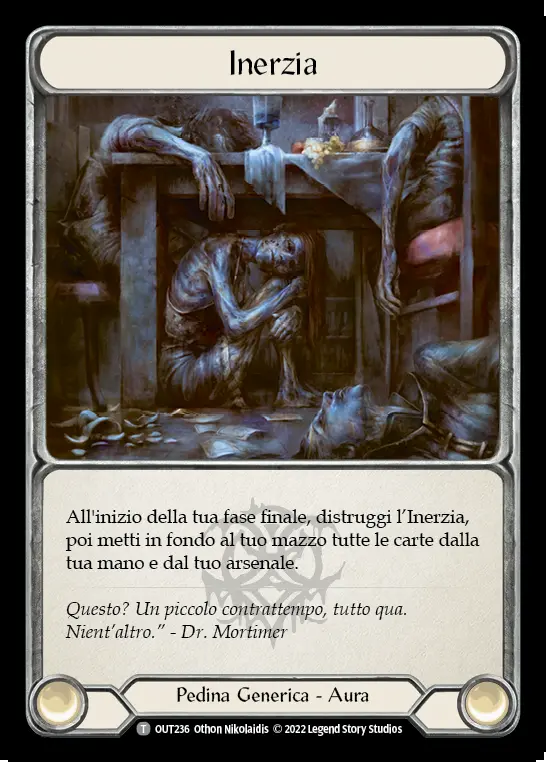 Inerzia
All'inizio della tua fase finale, distruggi l’Inerzia,
poi metti in fondo al tuo mazzo tutte le carte dalla
tua mano e dal tuo arsenale.
Questo? Un piccolo contrattempo, tutto qua.
Nient’altro.” - Dr. Mortimer
Pedina Generica - Aura
T OUT236 Othon Nikolaidis © 2022 Legend Story Studios